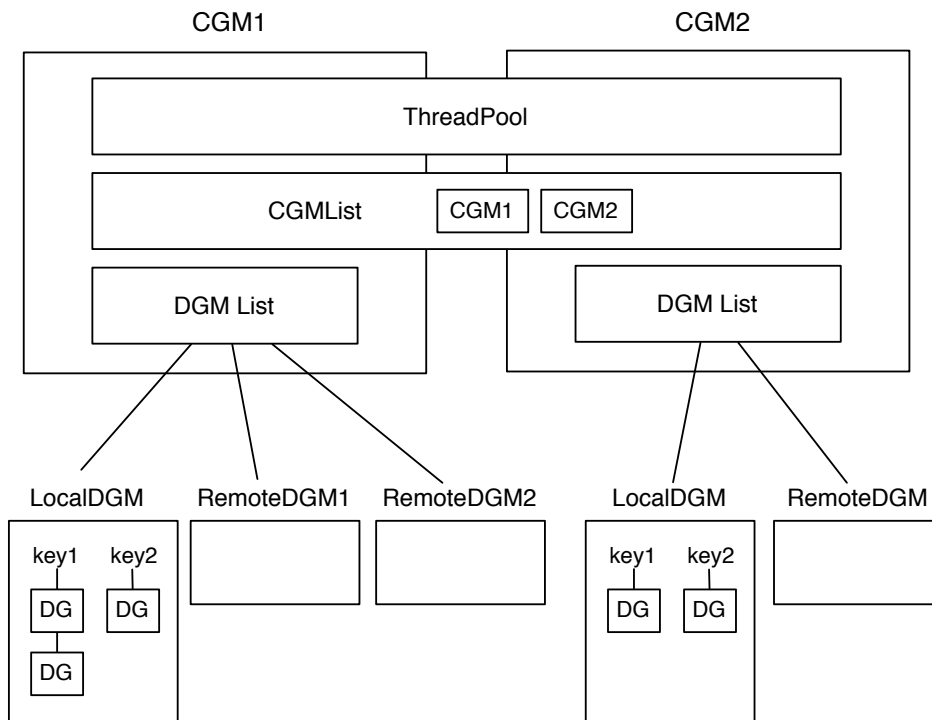 CGM1
CGM2
ThreadPool
CGMList
CGM1
CGM2
DGM List
DGM List
LocalDGM
RemoteDGM1
RemoteDGM2
LocalDGM
RemoteDGM
key1
key2
key1
key2
DG
DG
DG
DG
DG